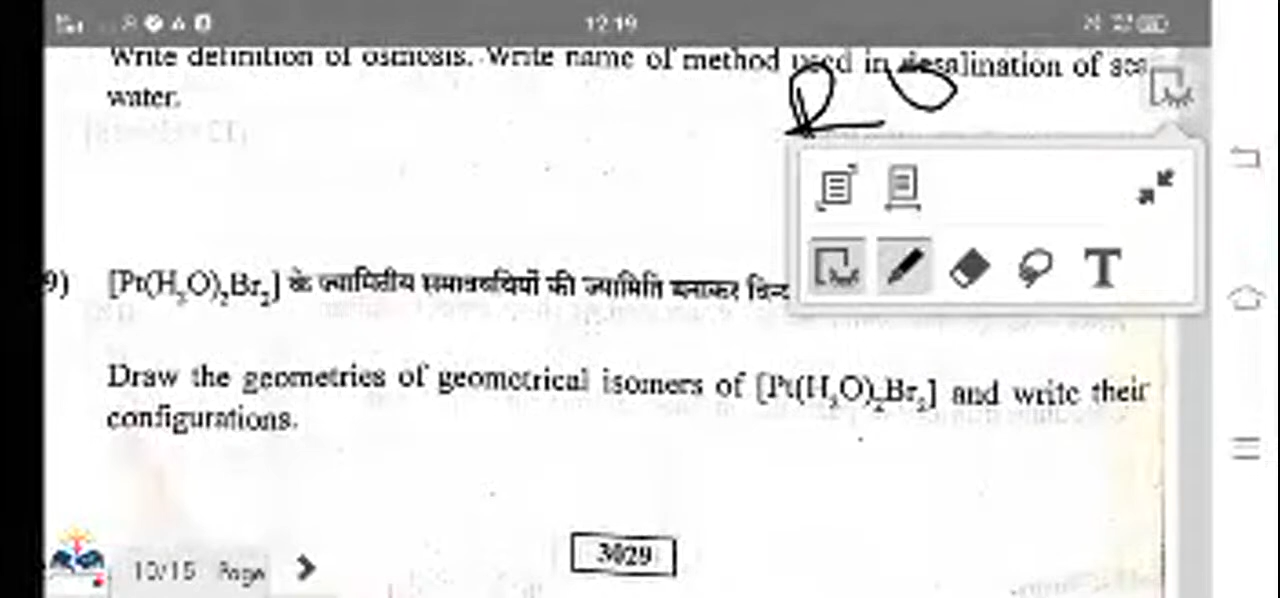 12:19
Write definition of osmosis. Write name of method used in desalination of sea
water.
R O
T
9) [Pt(H₂O)₂Br₂] के ज्यामितीय समावयवियों की ज्यामिति बनाकर
Draw the geometries of geometrical isomers of [Pt(H₂O)₂Br₂] and write their
configurations.
3029
10/15 Page